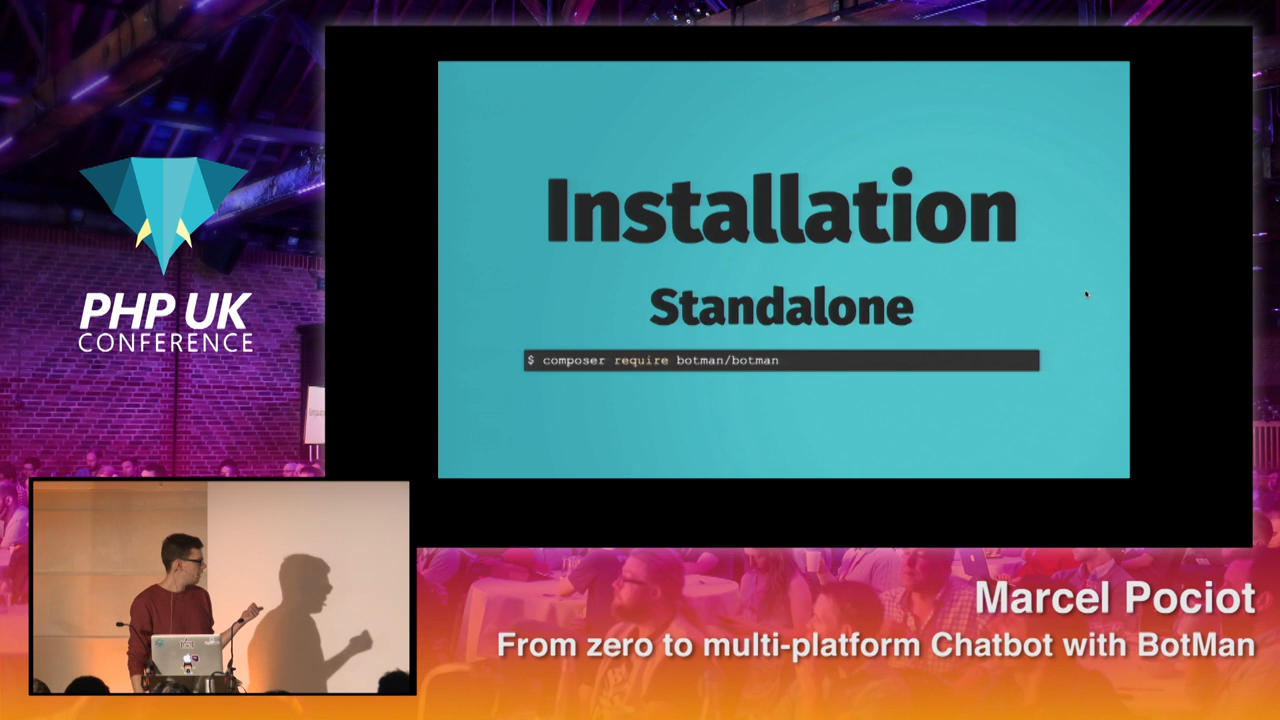 PHP UK
CONFERENCE
Installation
Standalone
$ composer require botman/botman
Marcel Pociot
From zero to multi-platform Chatbot with BotMan